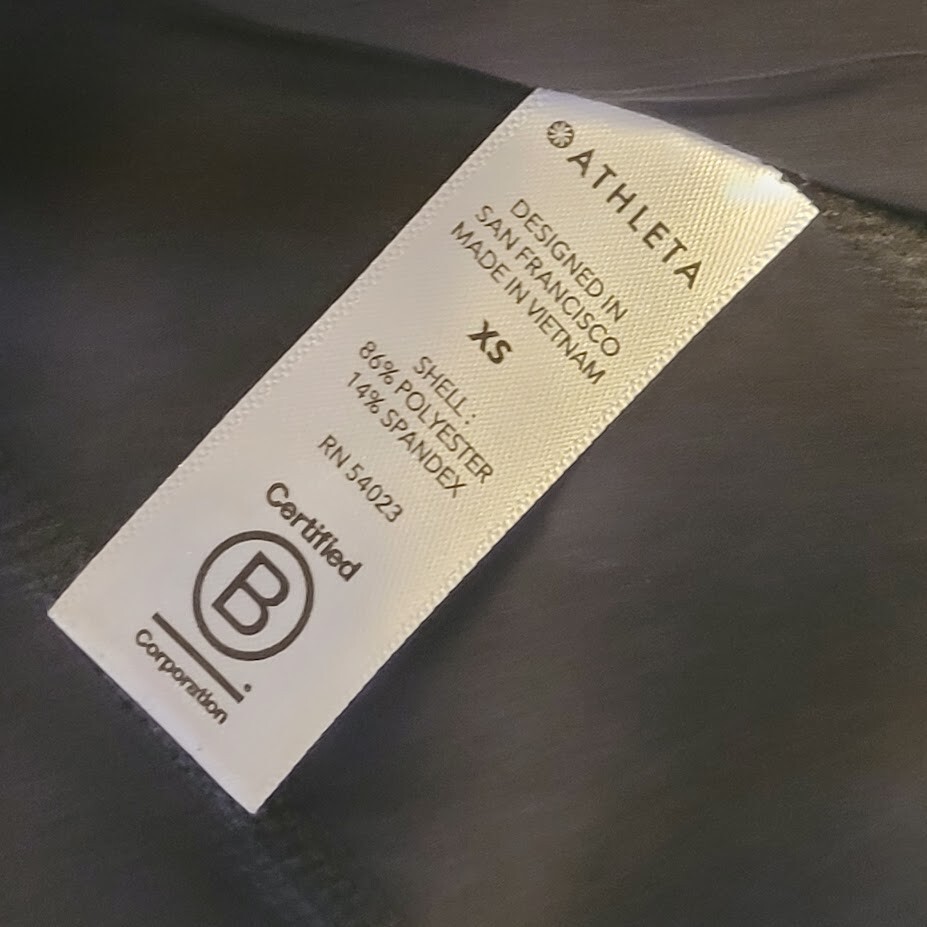 ATHLETA
DESIGNED IN
SAN FRANCISCO
MADE IN VIETNAM
XS
SHELL :
86% POLYESTER
14% SPANDEX
RN 54023
Certified
B
Corporation